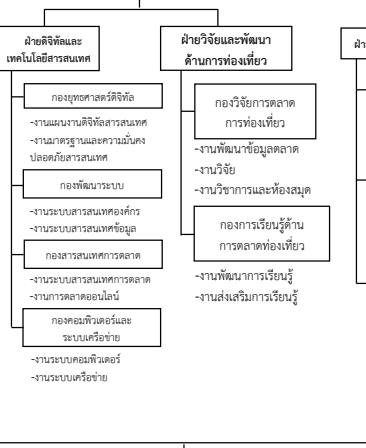 ฝ่ายดิจิทัลและ
เทคโนโลยีสารสนเทศ
กองยุทธศาสตร์ดิจิทัล
-งานแผนงานดิจิทัลสารสนเทศ
-งานมาตรฐานและความมั่นคง
ปลอดภัยสารสนเทศ
กองพัฒนาระบบ
-งานระบบสารสนเทศองค์กร
-งานระบบสารสนเทศข้อมูล
กองสารสนเทศการตลาด
-งานระบบสารสนเทศการตลาด
-งานการตลาดออนไลน์
กองคอมพิวเตอร์และ
ระบบเครือข่าย
-งานระบบคอมพิวเตอร์
-งานระบบเครือข่าย
ฝ่ายวิจัยและพัฒนา
ด้านการท่องเที่ยว
กองวิจัยการตลาด
การท่องเที่ยว
-งานพัฒนาข้อมูลตลาด
-งานวิจัย
-งานวิชาการและห้องสมุด
กองการเรียนรู้ด้าน
การตลาดท่องเที่ยว
-งานพัฒนาการเรียนรู้
-งานส่งเสริมการเรียนรู้